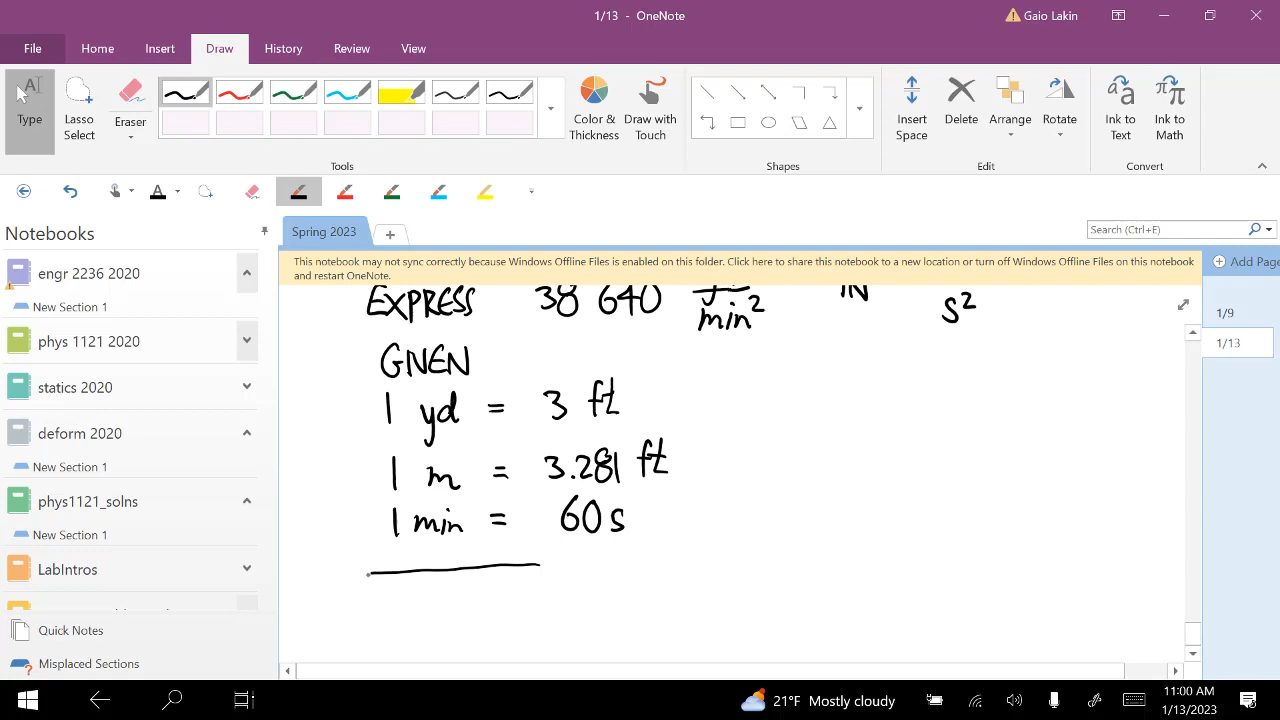 1/13 - OneNote
Gaio Lakin
File Home Insert Draw History Review View
Type
Lasso Select
Eraser
Color & Thickness
Draw with Touch
Insert Space
Delete
Arrange
Rotate
Ink to Text
Ink to Math
Tools
Shapes
Edit
Convert
Notebooks
Spring 2023
Search (Ctrl+E)
This notebook may not sync correctly because Windows Offline Files is enabled on this folder. Click here to share this notebook to a new location or turn off Windows Offline Files on this notebook
and restart OneNote.
Add Page
engr 2236 2020
New Section 1
phys 1121 2020
statics 2020
deform 2020
New Section 1
phys1121_solns
New Section 1
LabIntros
Quick Notes
Misplaced Sections
1/9
1/13
EXPRESS 38 640 min² IN s²
GIVEN
1 yd = 3 ft
1 m = 3.281 ft
1 min = 60 s
21°F Mostly cloudy
11:00 AM
1/13/2023